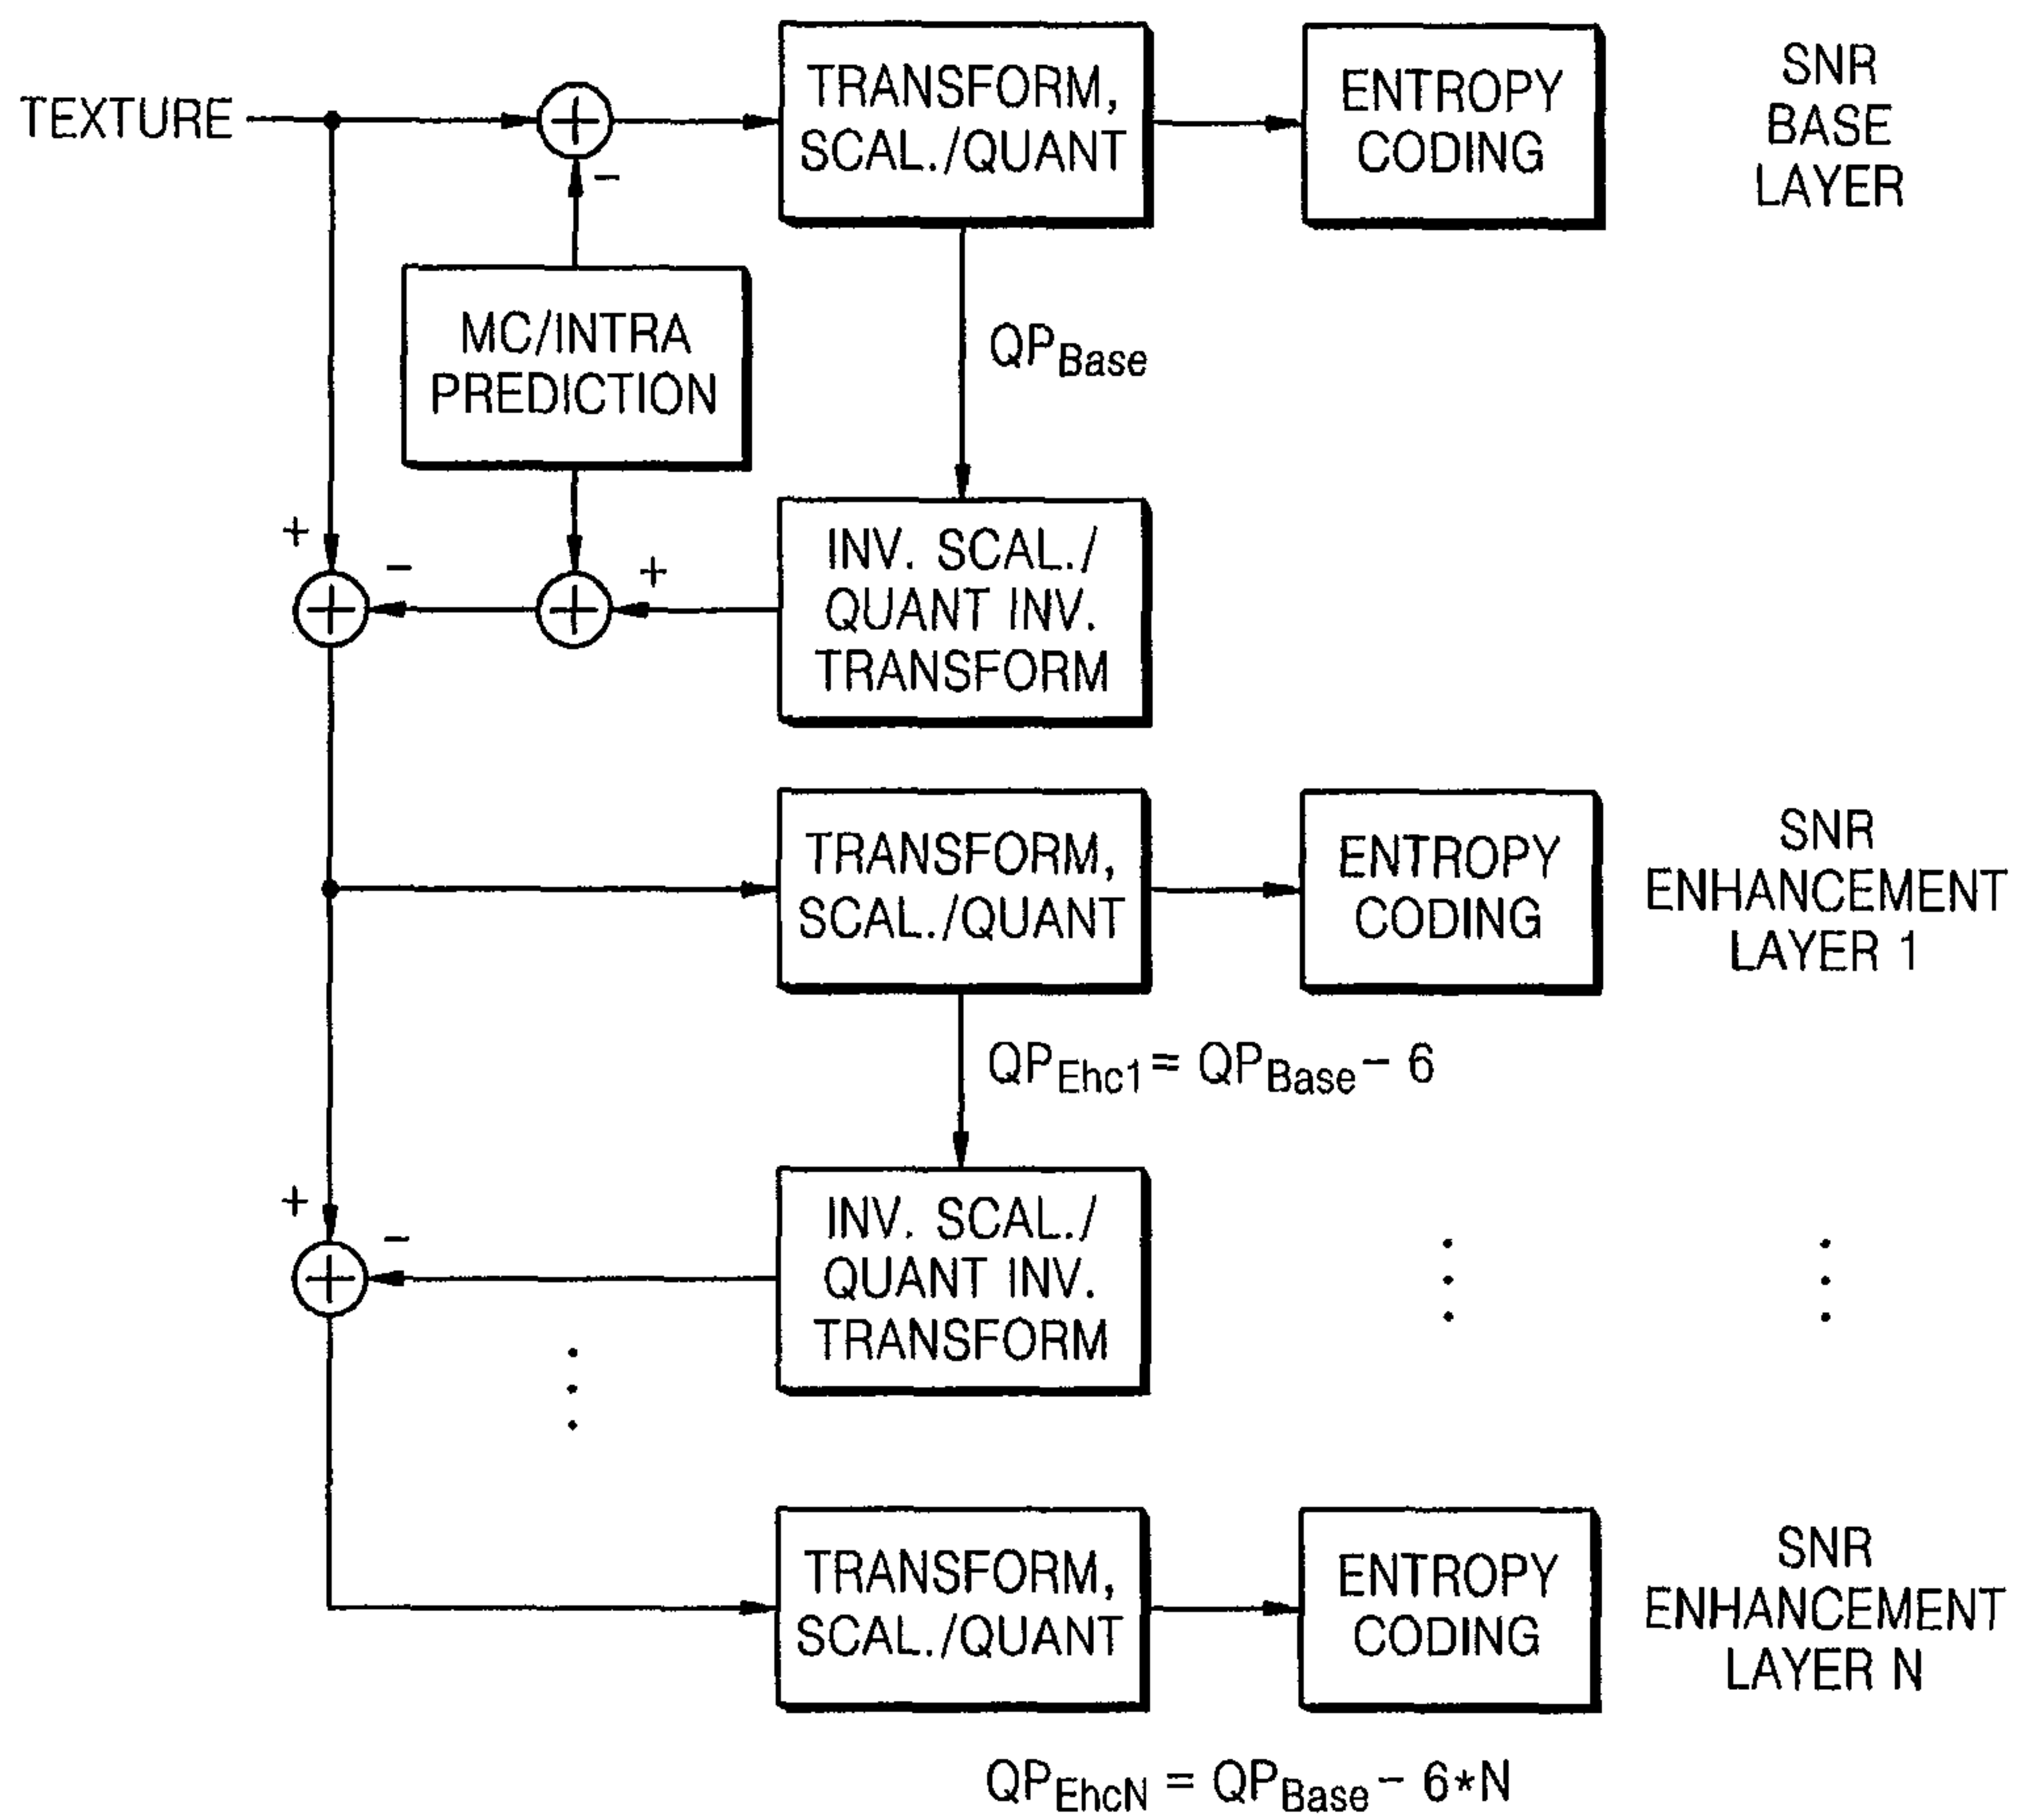 TEXTURE
TRANSFORM,
SCAL./QUANT
ENTROPY
CODING
SNR
BASE
LAYER
-
MC/INTRA
PREDICTION
QPBase
+
-
+
INV. SCAL./
QUANT INV.
TRANSFORM
TRANSFORM,
SCAL./QUANT
ENTROPY
CODING
SNR
ENHANCEMENT
LAYER 1
QPEhc1 = QPBase - 6
+
-
INV. SCAL./
QUANT INV.
TRANSFORM
TRANSFORM,
SCAL./QUANT
ENTROPY
CODING
SNR
ENHANCEMENT
LAYER N
QPEhcN = QPBase - 6*N